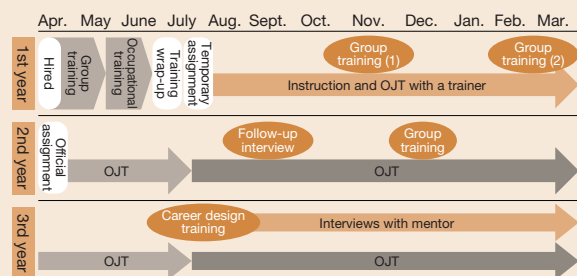 Apr. May June July Aug. Sept. Oct. Nov. Dec. Jan. Feb. Mar.
1st year
Hired
Group
training
Occupational
training
Training
wrap-up
Temporary
assignment
Group
training (1)
Group
training (2)
Instruction and OJT with a trainer
2nd year
Official
assignment
OJT
Follow-up
interview
Group
training
OJT
3rd year
Career design
training
Interviews with mentor
OJT
OJT